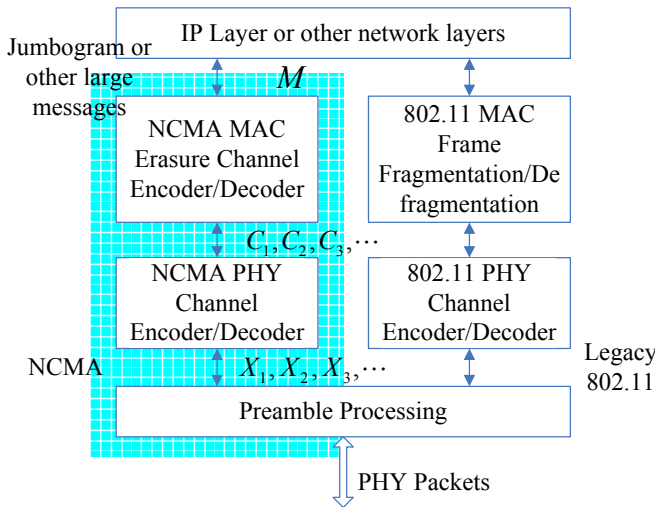 IP Layer or other network layers
Jumbogram or
other large
messages
M
NCMA MAC
Erasure Channel
Encoder/Decoder
802.11 MAC
Frame
Fragmentation/De
fragmentation
C₁, C₂, C₃, ⋯
NCMA PHY
Channel
Encoder/Decoder
802.11 PHY
Channel
Encoder/Decoder
NCMA
X₁, X₂, X₃, ⋯
Legacy
802.11
Preamble Processing
PHY Packets